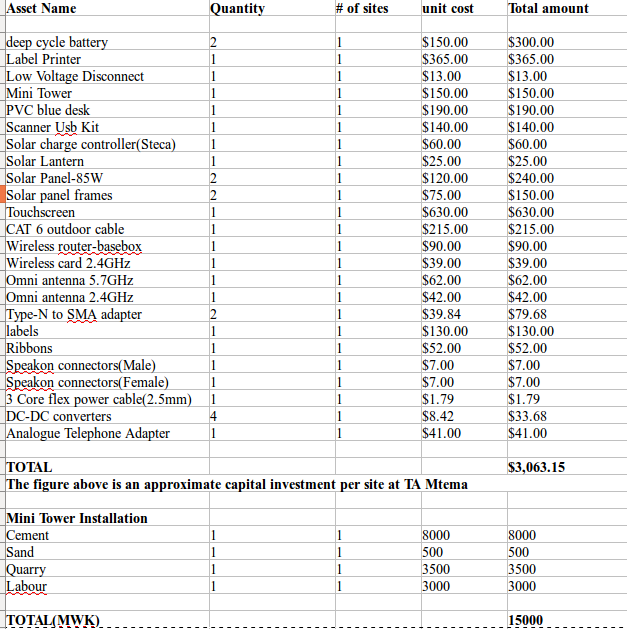 Asset Name Quantity # of sites unit cost Total amount
deep cycle battery 2 1 $150.00 $300.00
Label Printer 1 1 $365.00 $365.00
Low Voltage Disconnect 1 1 $13.00 $13.00
Mini Tower 1 1 $150.00 $150.00
PVC blue desk 1 1 $190.00 $190.00
Scanner Usb Kit 1 1 $140.00 $140.00
Solar charge controller(Steca) 1 1 $60.00 $60.00
Solar Lantern 1 1 $25.00 $25.00
Solar Panel-85W 2 1 $120.00 $240.00
Solar panel frames 2 1 $75.00 $150.00
Touchscreen 1 1 $630.00 $630.00
CAT 6 outdoor cable 1 1 $215.00 $215.00
Wireless router-basebox 1 1 $90.00 $90.00
Wireless card 2.4GHz 1 1 $39.00 $39.00
Omni antenna 5.7GHz 1 1 $62.00 $62.00
Omni antenna 2.4GHz 1 1 $42.00 $42.00
Type-N to SMA adapter 2 1 $39.84 $79.68
labels 1 1 $130.00 $130.00
Ribbons 1 1 $52.00 $52.00
Speakon connectors(Male) 1 1 $7.00 $7.00
Speakon connectors(Female) 1 1 $7.00 $7.00
3 Core flex power cable(2.5mm) 1 1 $1.79 $1.79
DC-DC converters 4 1 $8.42 $33.68
Analogue Telephone Adapter 1 1 $41.00 $41.00
TOTAL $3,063.15
The figure above is an approximate capital investment per site at TA Mtema
Mini Tower Installation
Cement 1 1 8000 8000
Sand 1 1 500 500
Quarry 1 1 3500 3500
Labour 1 1 3000 3000
TOTAL(MWK) 15000